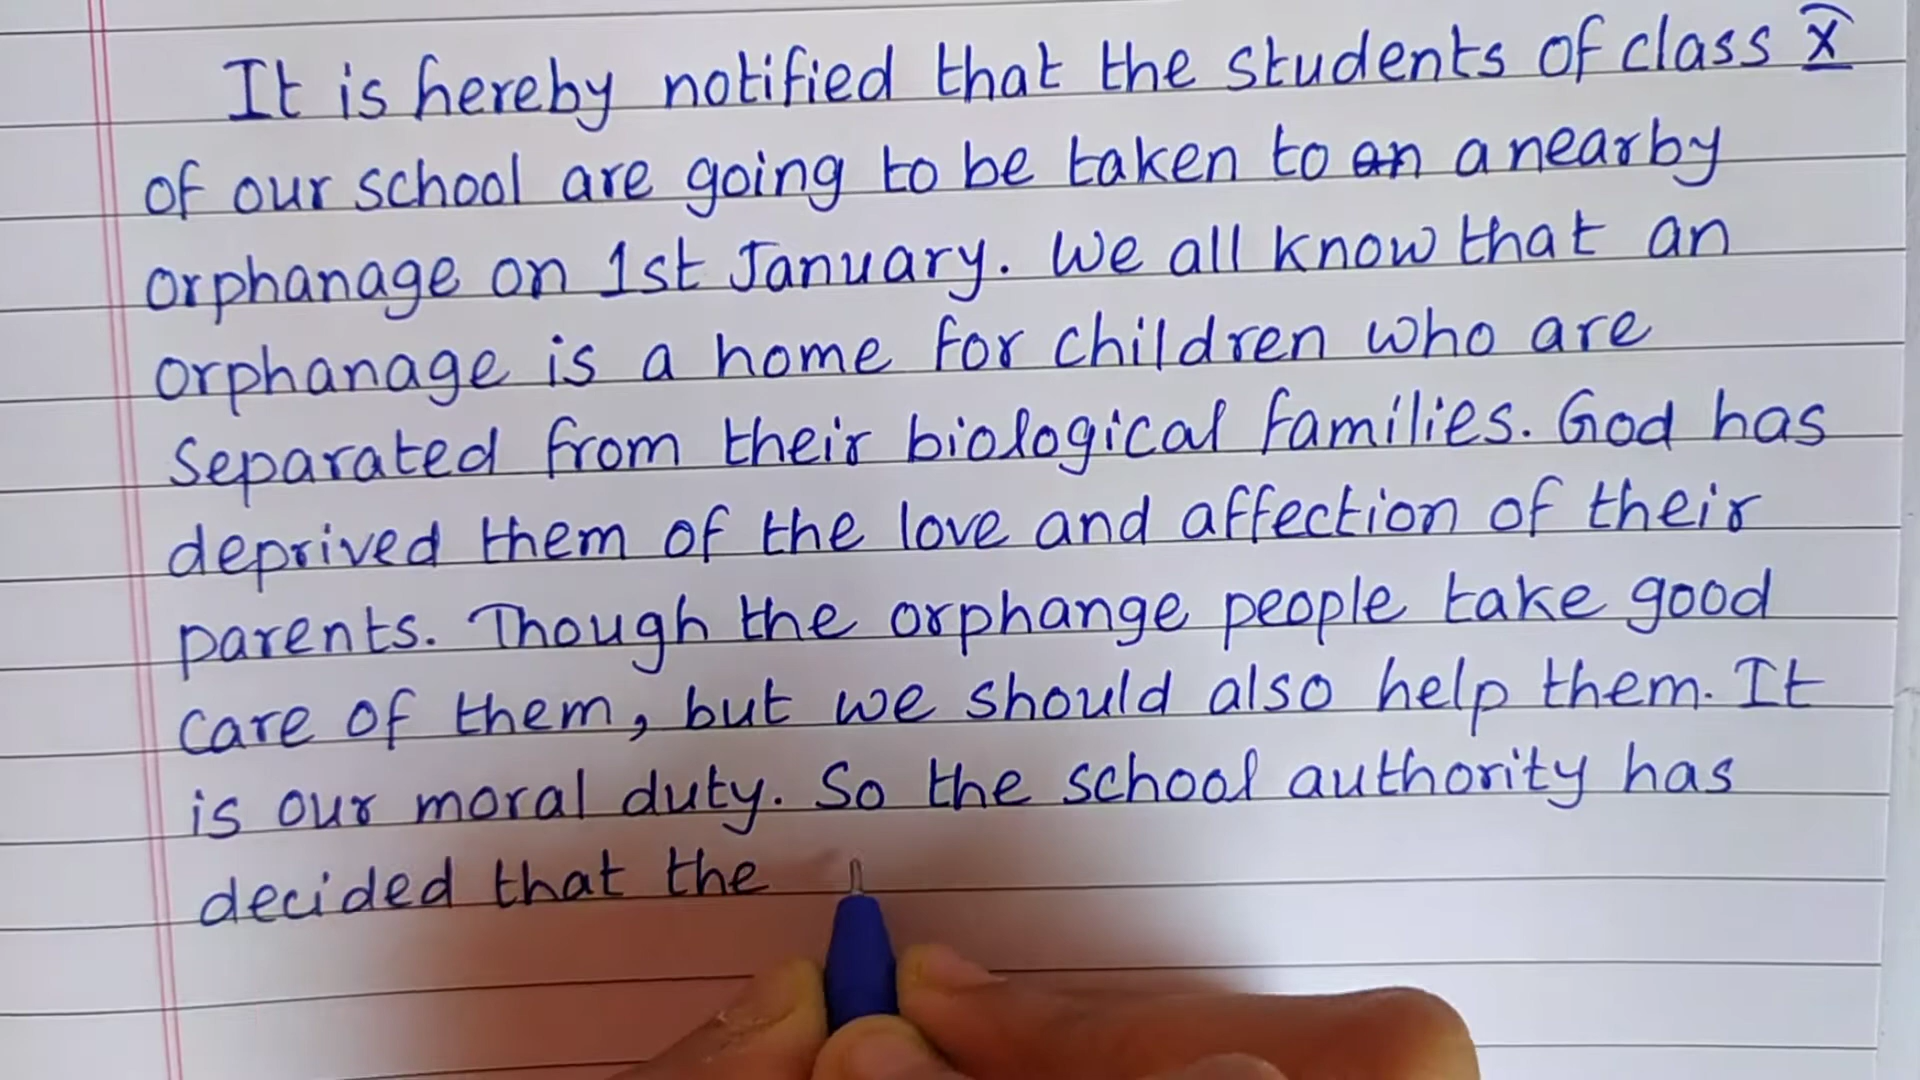 It is hereby notified that the students of class X
of our school are going to be taken to an a nearby
orphanage on 1st January. We all know that an
orphanage is a home for children who are
separated from their biological families. God has
deprived them of the love and affection of their
parents. Though the orphange people take good
care of them, but we should also help them. It
is our moral duty. So the school authority has
decided that the